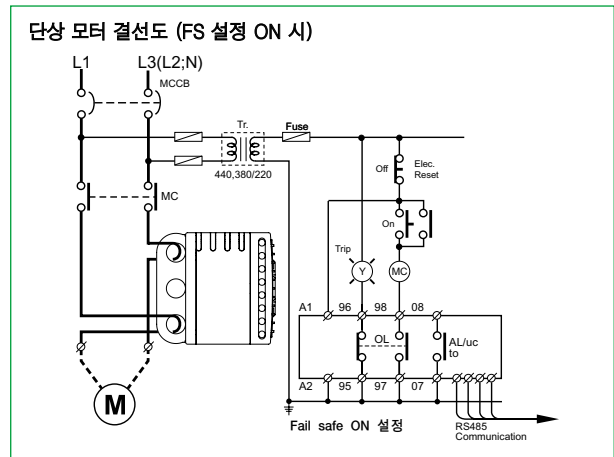 단상 모터 결선도 (FS 설정 ON 시)
L1
L3(L2;N)
MCCB
Tr.
Fuse
440,380/220
Off
Elec.
Reset
MC
On
Trip
Y
MC
A1
96
98
08
OL
AL/uc
to
A2
95
97
07
M
Fail safe ON 설정
RS485
Communication